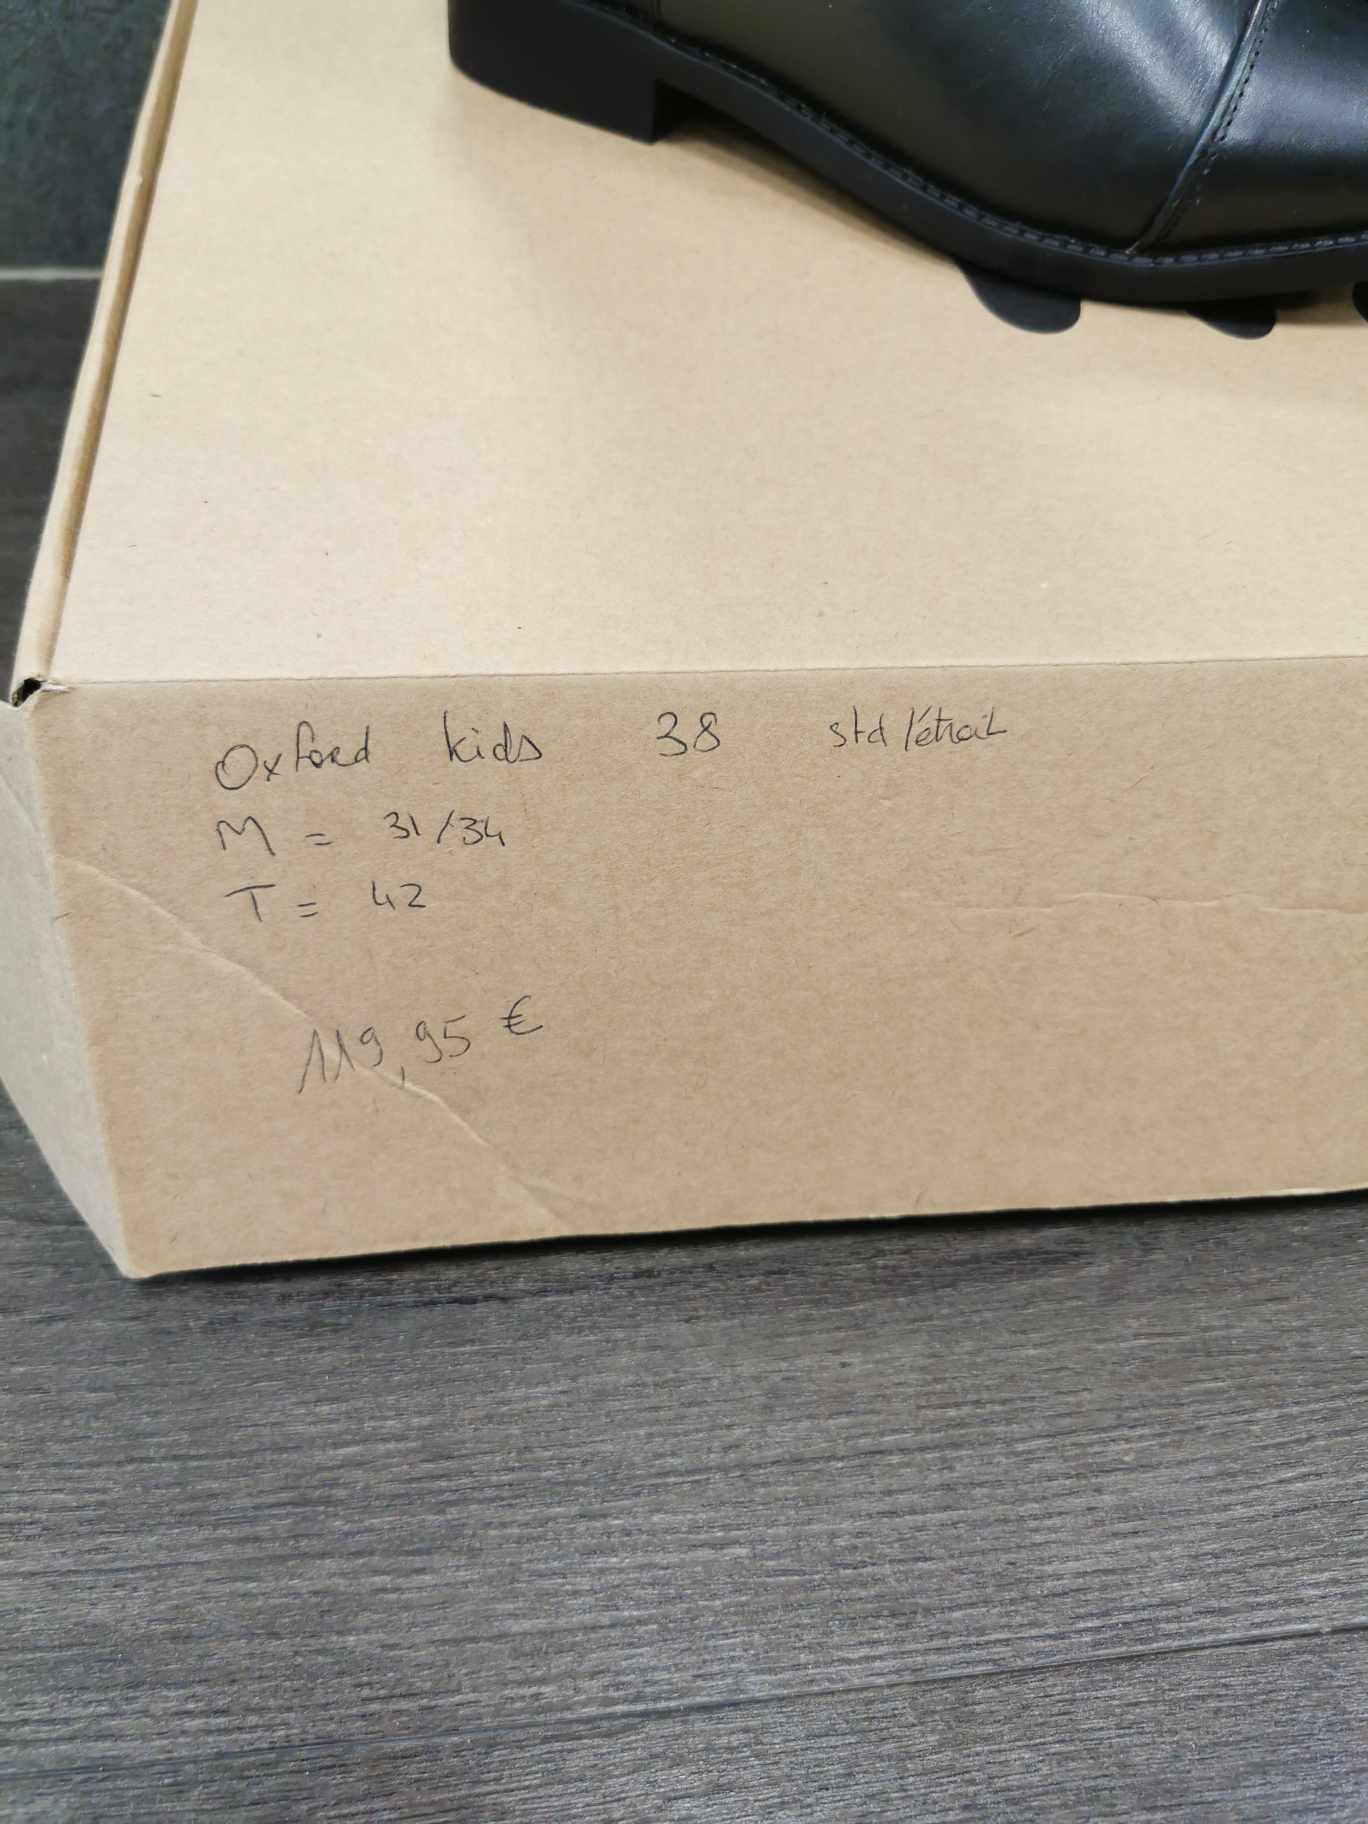 Oxford kids 38 std/étroit
M = 31/34
T = 42
119,95 €